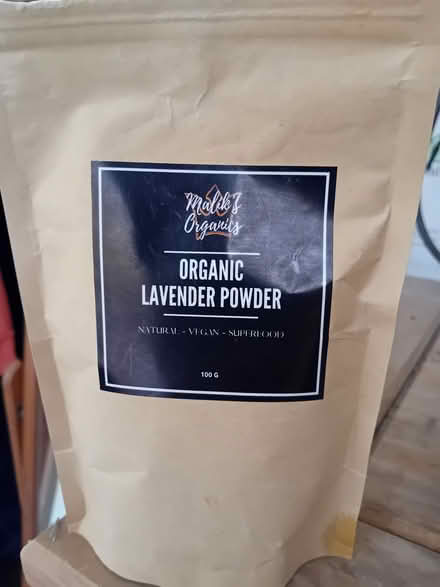 Malik'z
Organics
ORGANIC
LAVENDER POWDER
NATURAL - VEGAN - SUPERFOOD
100 G